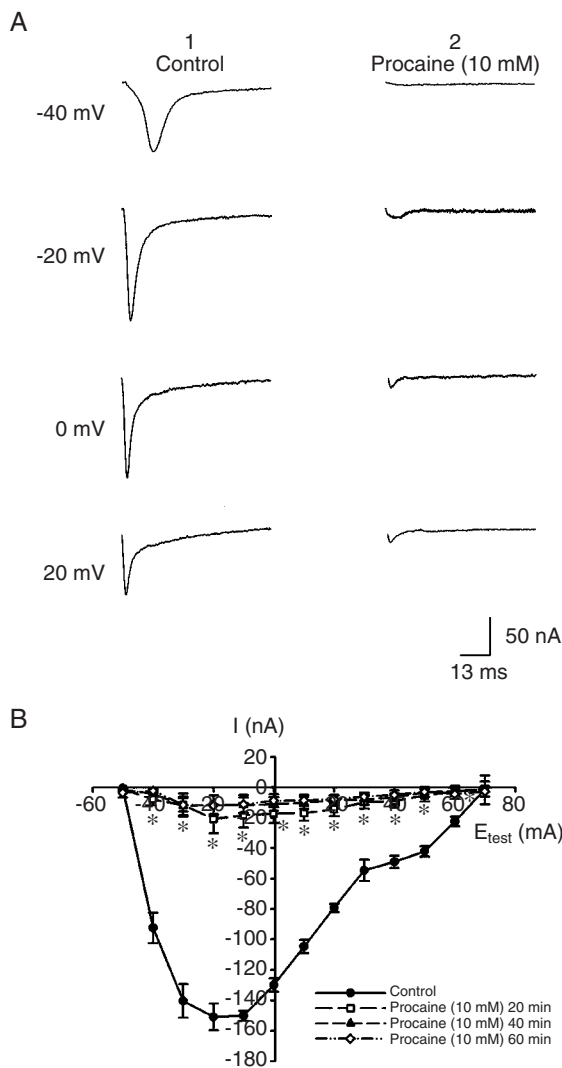 A
1
Control
2
Procaine (10 mM)
-40 mV
-20 mV
0 mV
20 mV
50 nA
13 ms
B
I (nA)
20
0
-60
-40
-20
20
40
60
80
-20
-40
-60
-80
-100
-120
-140
-160
-180
* * * * * * * * * *
E_test (mA)
Control
Procaine (10 mM) 20 min
Procaine (10 mM) 40 min
Procaine (10 mM) 60 min